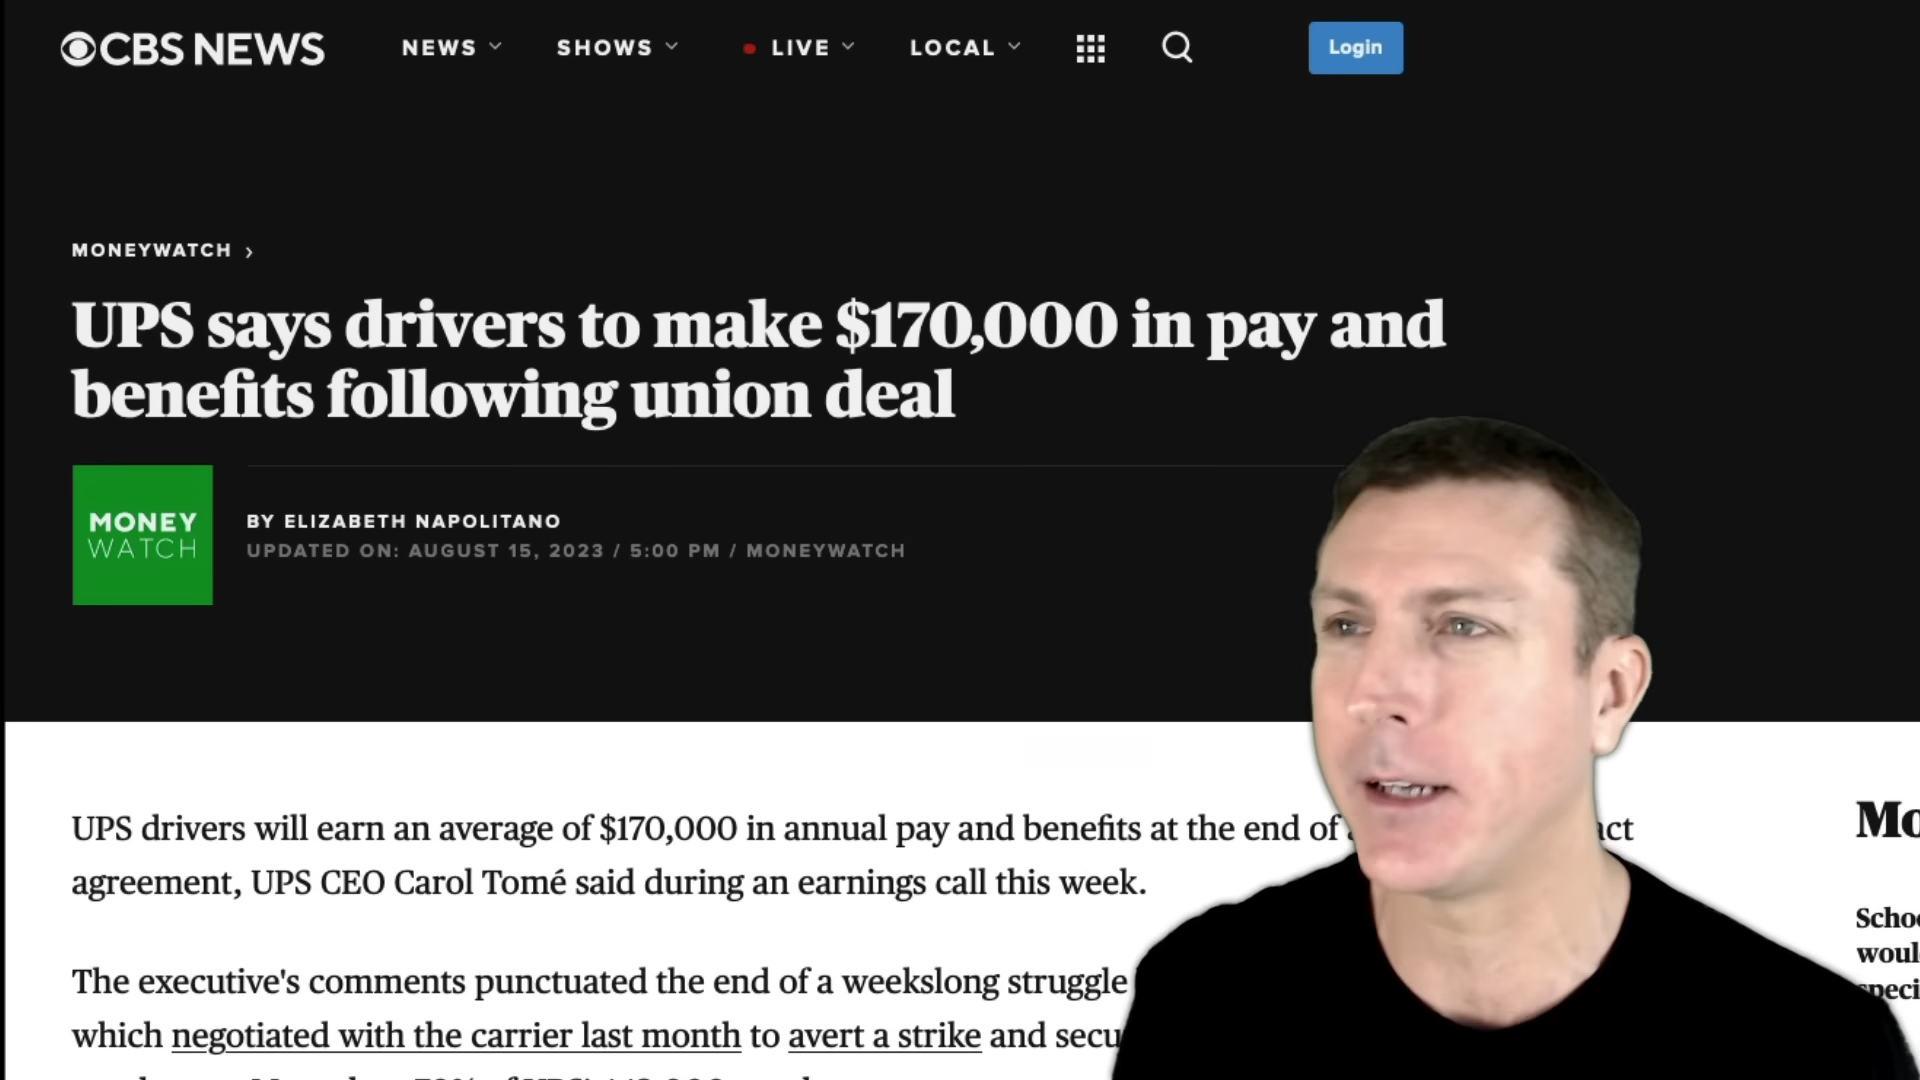 CBS NEWS NEWS SHOWS LIVE LOCAL Login
MONEYWATCH
UPS says drivers to make $170,000 in pay and
benefits following union deal
MONEY
WATCH
BY ELIZABETH NAPOLITANO
UPDATED ON: AUGUST 15, 2023 / 5:00 PM / MONEYWATCH
UPS drivers will earn an average of $170,000 in annual pay and benefits at the end of
agreement, UPS CEO Carol Tomé said during an earnings call this week.
The executive's comments punctuated the end of a weekslong struggle
which negotiated with the carrier last month to avert a strike and